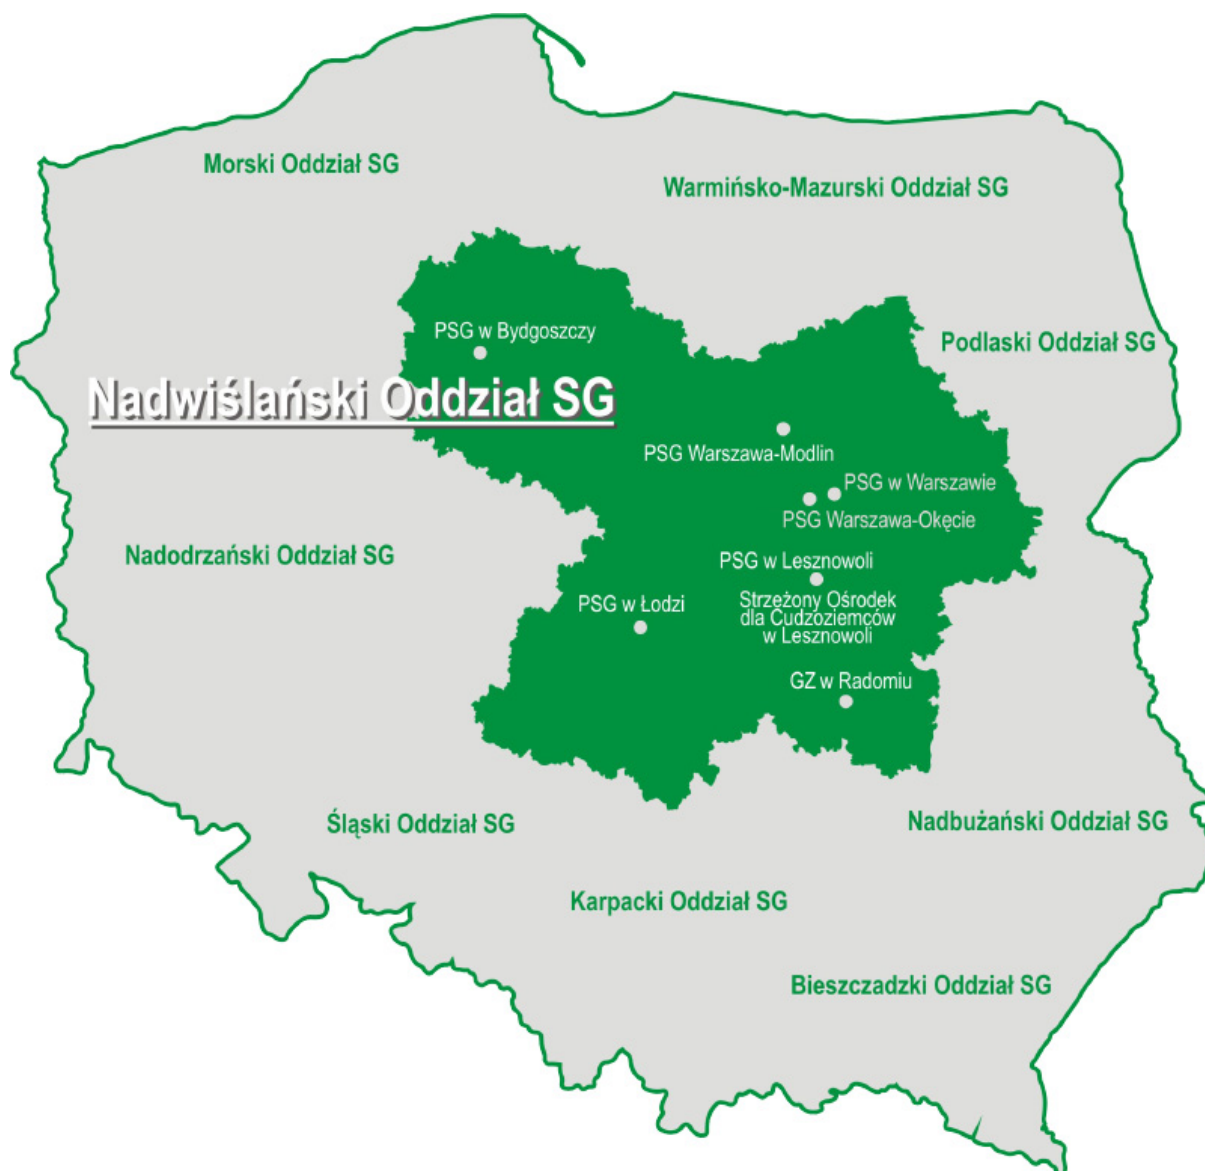 Morski Oddział SG
Warmińsko-Mazurski Oddział SG
PSG w Bydgoszczy
Podlaski Oddział SG
Nadwiślański Oddział SG
PSG Warszawa-Modlin
PSG w Warszawie
PSG Warszawa-Okęcie
Nadodrzański Oddział SG
PSG w Lesznowoli
Strzeżony Ośrodek
dla Cudzoziemców
w Lesznowoli
PSG w Łodzi
GZ w Radomiu
Śląski Oddział SG
Nadbużański Oddział SG
Karpacki Oddział SG
Bieszczadzki Oddział SG